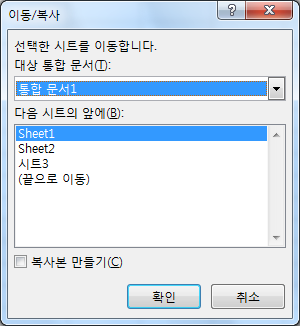 이동/복사
선택한 시트를 이동합니다.
대상 통합 문서(T):
통합 문서1
다음 시트의 앞에(B):
Sheet1
Sheet2
시트3
(끝으로 이동)
복사본 만들기(C)
확인
취소